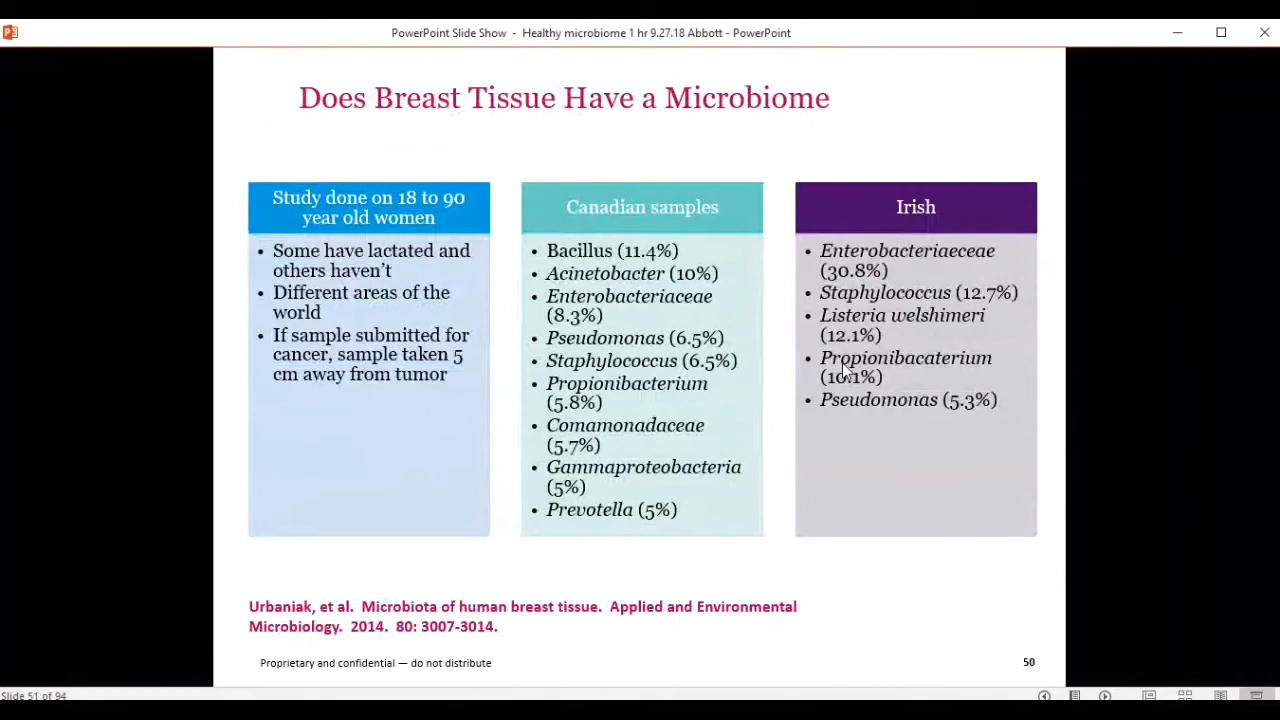 PowerPoint Slide Show - Healthy microbiome 1 hr 9.27.18 Abbott - PowerPoint
Does Breast Tissue Have a Microbiome
Study done on 18 to 90
year old women
• Some have lactated and
others haven't
• Different areas of the
world
• If sample submitted for
cancer, sample taken 5
cm away from tumor
Canadian samples
• Bacillus (11.4%)
• Acinetobacter (10%)
• Enterobacteriaceae
(8.3%)
• Pseudomonas (6.5%)
• Staphylococcus (6.5%)
• Propionibacterium
(5.8%)
• Comamonadaceae
(5.7%)
• Gammaproteobacteria
(5%)
• Prevotella (5%)
Irish
• Enterobacteriaeceae
(30.8%)
• Staphylococcus (12.7%)
• Listeria welshimeri
(12.1%)
• Propionibacaterium
(10.1%)
• Pseudomonas (5.3%)
Urbaniak, et al. Microbiota of human breast tissue. Applied and Environmental
Microbiology. 2014. 80: 3007-3014.
Proprietary and confidential — do not distribute
50
Slide 51 of 94